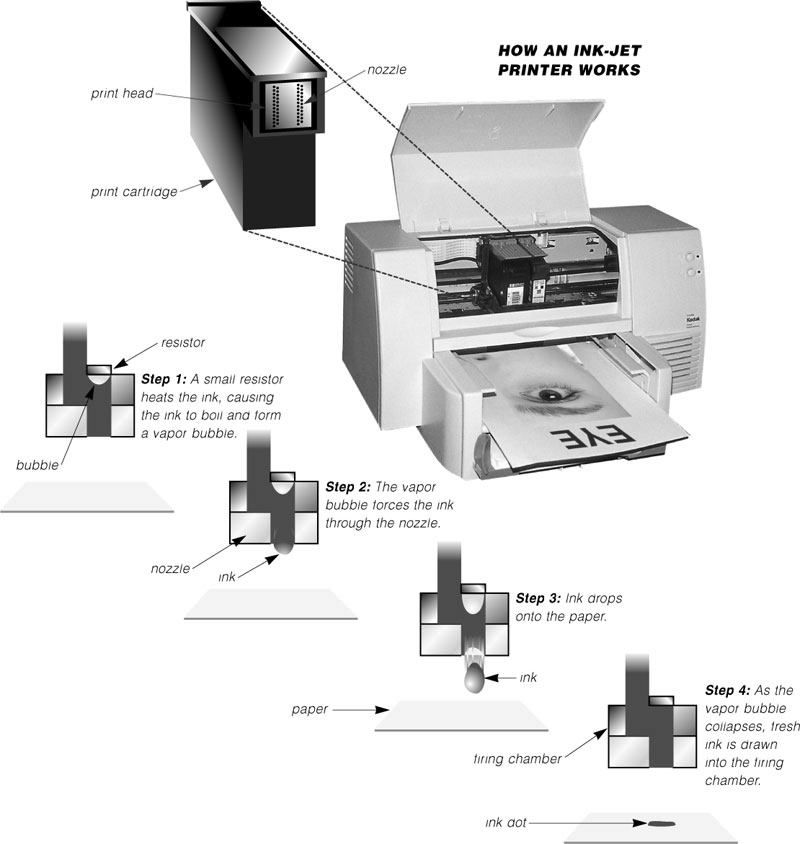 HOW AN INK-JET
PRINTER WORKS
nozzle
print head
print cartridge
Kodak
EYE
resistor
Step 1: A small resistor
heats the ink, causing
the ink to boil and form
a vapor bubble.
bubble
Step 2: The vapor
bubble forces the ink
through the nozzle.
nozzle
ink
Step 3: Ink drops
onto the paper.
ink
paper
Step 4: As the
vapor bubble
collapses, fresh
ink is drawn
into the firing
chamber.
firing chamber
ink dot